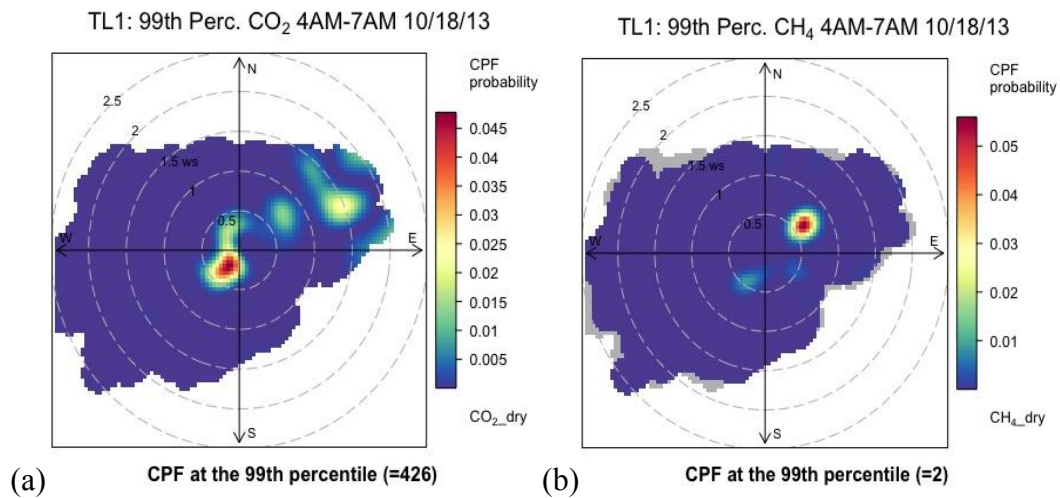 TL1: 99th Perc. CO₂ 4AM-7AM 10/18/13
N
E
S
W
2.5
2
1.5 ws
1
0.5
CPF
probability
0.045
0.04
0.035
0.03
0.025
0.02
0.015
0.01
0.005
CO₂_dry
(a)
CPF at the 99th percentile (=426)
TL1: 99th Perc. CH₄ 4AM-7AM 10/18/13
N
E
S
W
2.5
2
1.5 ws
1
0.5
CPF
probability
0.05
0.04
0.03
0.02
0.01
CH₄_dry
(b)
CPF at the 99th percentile (=2)